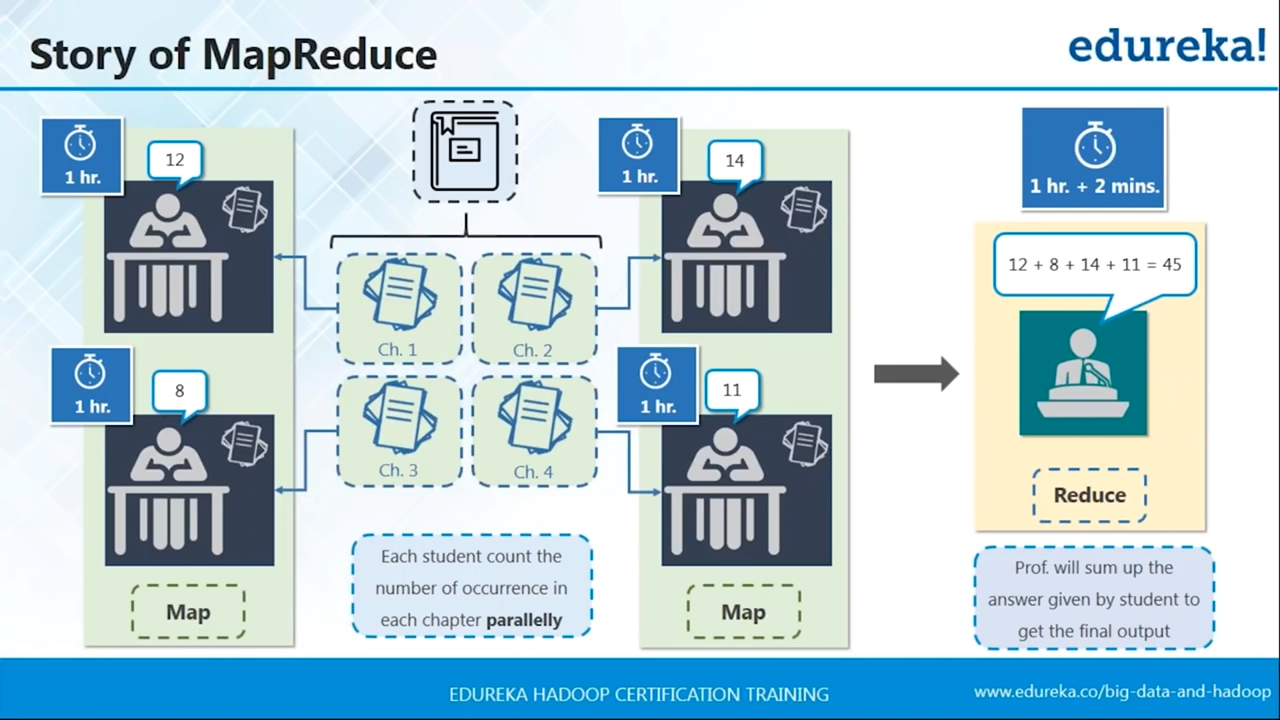 Story of MapReduce
edureka!
1 hr.
12
1 hr.
14
1 hr. + 2 mins.
12 + 8 + 14 + 11 = 45
Ch. 1
Ch. 2
1 hr.
8
1 hr.
11
Ch. 3
Ch. 4
Reduce
Each student count the
number of occurrence in
each chapter parallelly
Map
Map
Prof. will sum up the
answer given by student to
get the final output
EDUREKA HADOOP CERTIFICATION TRAINING
www.edureka.co/big-data-and-hadoop